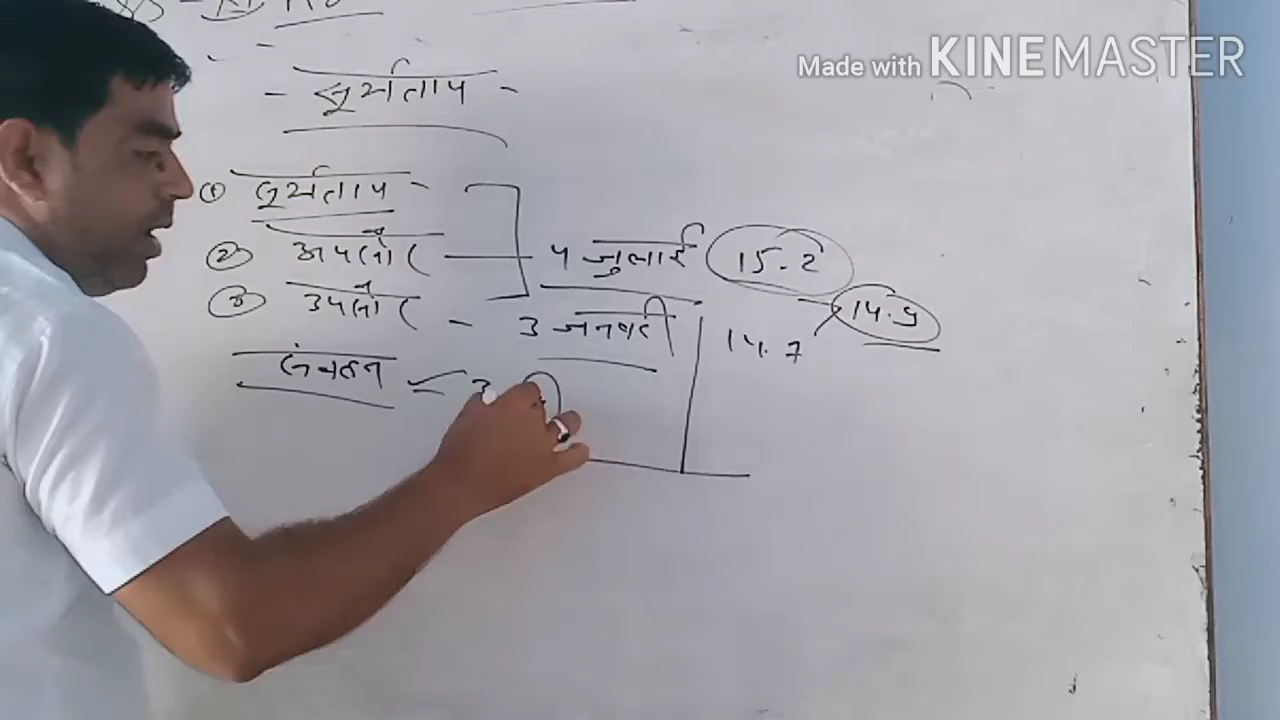 Made with KINEMASTER
- सूर्यताप -
① सूर्यताप -
② अपसौर
4 जुलाई 15.2
③ उपसौर - 3 जनवरी
14.7
14.9